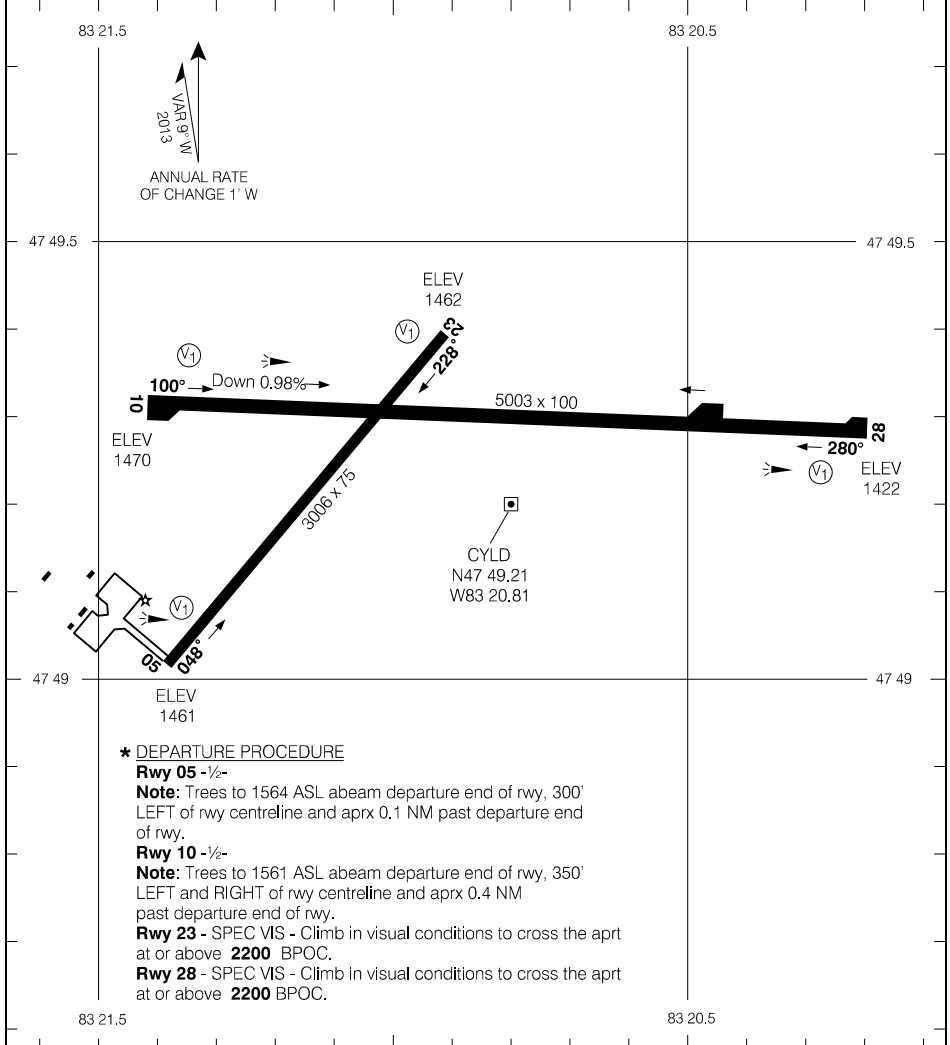 83 21.5
83 20.5
VAR 9° W
2013
ANNUAL RATE
OF CHANGE 1' W
47 49.5
47 49.5
ELEV
1462
V1
23
228°
V1
10
100°
Down 0.98%
5003 x 100
28
280°
ELEV
1470
V1
ELEV
1422
3006 x 75
CYLD
N47 49.21
W83 20.81
V1
05
048°
47 49
47 49
ELEV
1461
* DEPARTURE PROCEDURE
Rwy 05 -½-
Note: Trees to 1564 ASL abeam departure end of rwy, 300'
LEFT of rwy centreline and aprx 0.1 NM past departure end
of rwy.
Rwy 10 -½-
Note: Trees to 1561 ASL abeam departure end of rwy, 350'
LEFT and RIGHT of rwy centreline and aprx 0.4 NM
past departure end of rwy.
Rwy 23 - SPEC VIS - Climb in visual conditions to cross the aprt
at or above 2200 BPOC.
Rwy 28 - SPEC VIS - Climb in visual conditions to cross the aprt
at or above 2200 BPOC.
83 21.5
83 20.5